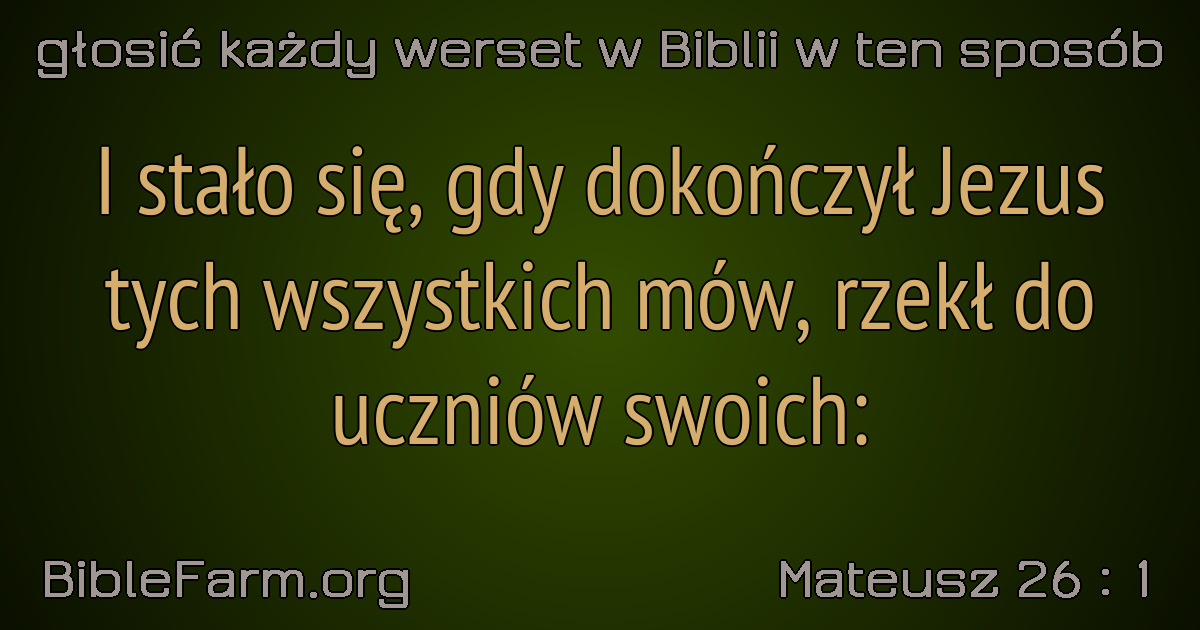 głosić każdy werset w Biblii w ten sposób
I stało się, gdy dokończył Jezus
tych wszystkich mów, rzekł do
uczniów swoich:
BibleFarm.org
Mateusz 26 : 1